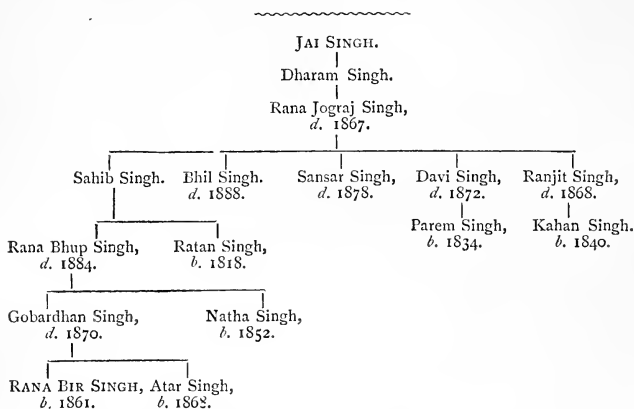 JAI SINGH.
Dharam Singh.
Rana Jograj Singh,
d. 1867.
Sahib Singh. Bhil Singh. Sansar Singh, Davi Singh, Ranjit Singh,
d. 1888. d. 1878. d. 1872. d. 1868.
Parem Singh, Kahan Singh.
b. 1834. b. 1840.
Rana Bhup Singh, Ratan Singh,
d. 1884. b. 1818.
Gobardhan Singh, Natha Singh,
d. 1870. b. 1852.
RANA BIR SINGH, Atar Singh,
b. 1861. b. 1868.